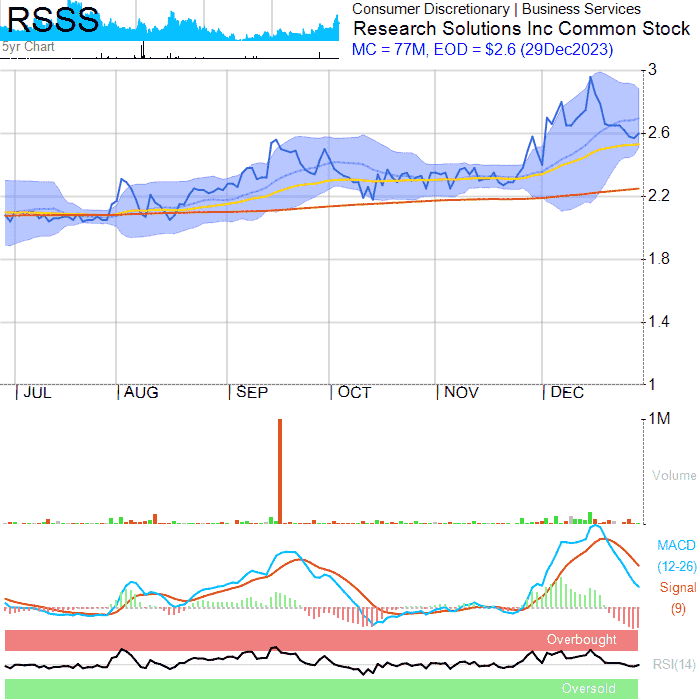 RSSS
5yr Chart
Consumer Discretionary | Business Services
Research Solutions Inc Common Stock
MC = 77M, EOD = $2.6 (29Dec2023)
3
2.6
2.2
1.8
1.4
1
JUL AUG SEP OCT NOV DEC
1M
Volume
MACD
(12-26)
Signal
(9)
Overbought
RSI(14)
Oversold